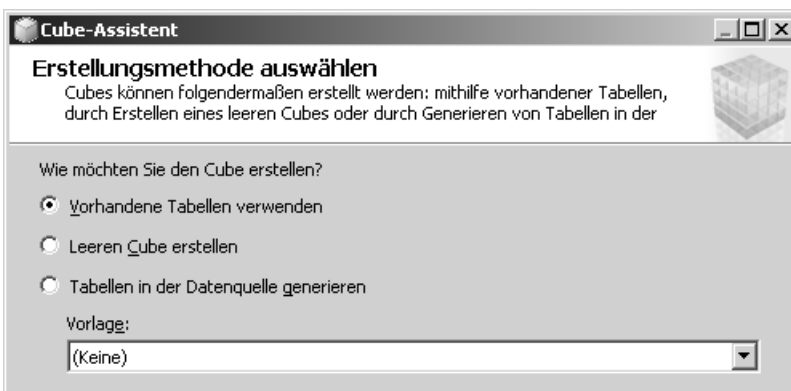 Cube-Assistent
Erstellungsmethode auswählen
Cubes können folgendermaßen erstellt werden: mithilfe vorhandener Tabellen,
durch Erstellen eines leeren Cubes oder durch Generieren von Tabellen in der
Wie möchten Sie den Cube erstellen?
Vorhandene Tabellen verwenden
Leeren Cube erstellen
Tabellen in der Datenquelle generieren
Vorlage:
(Keine)